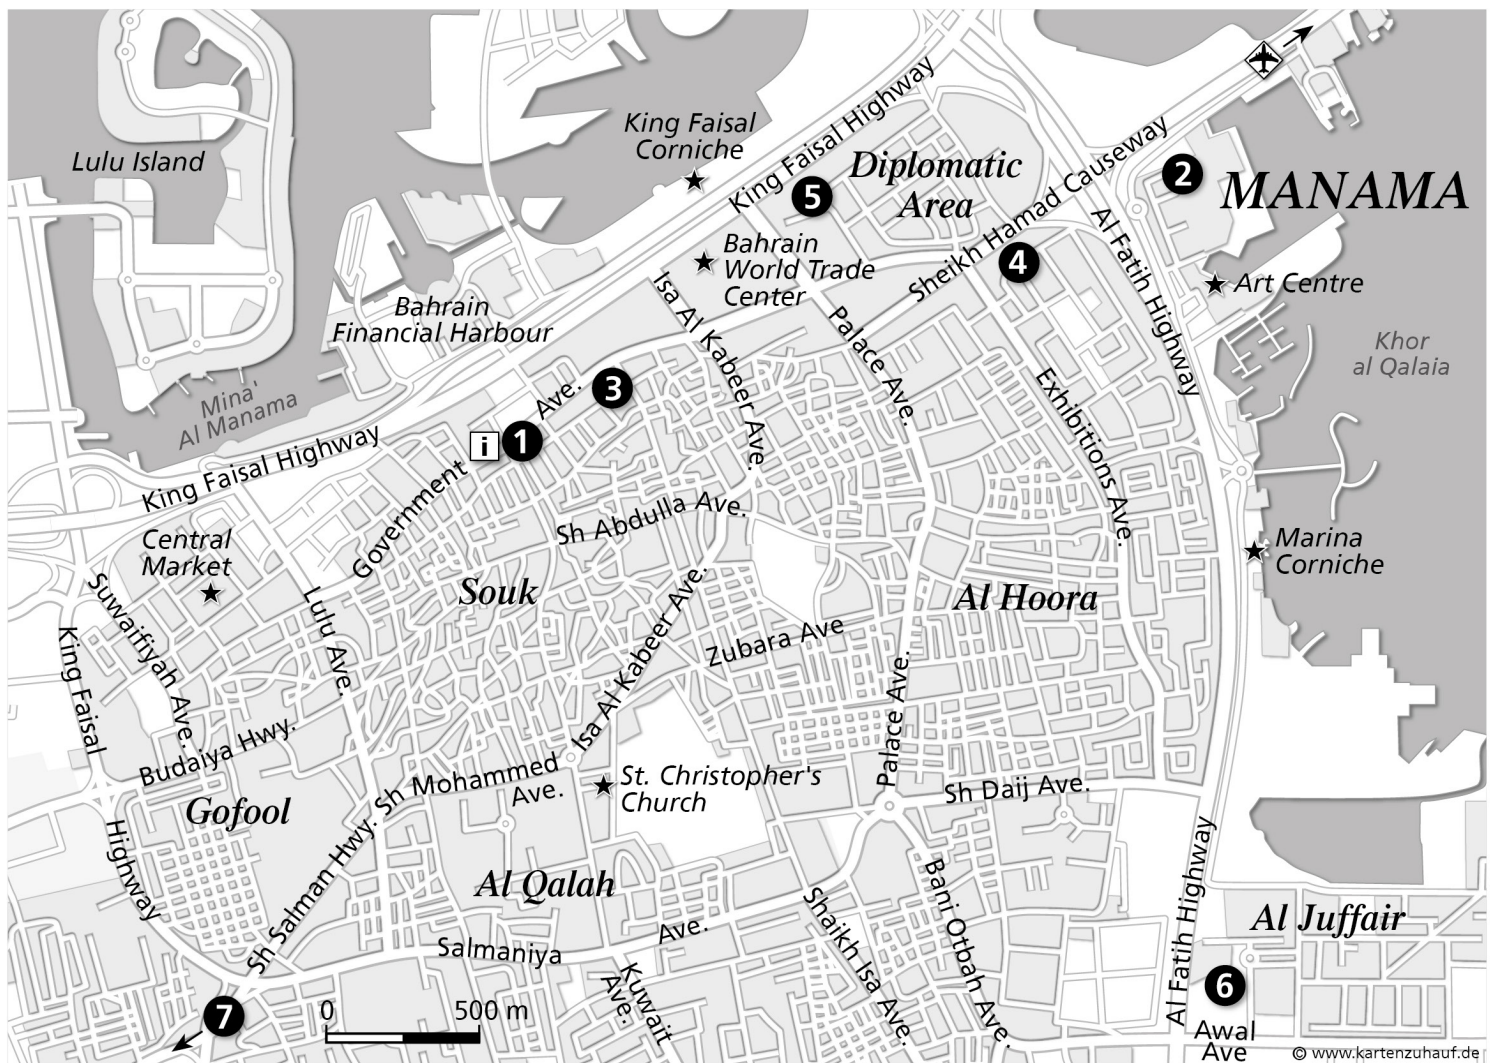 King Faisal
Corniche
Lulu Island
King Faisal Highway
Diplomatic
Area
5
2
MANAMA
Sheikh Hamad Causeway
Al Fatih Highway
Bahrain
World Trade
Center
4
Art Centre
Bahrain
Financial Harbour
Isa Al Kabeer Ave.
Palace Ave.
Khor
al Qalaia
Mina'
Al Manama
3
Exhibitions Ave.
King Faisal Highway
i
1
Government Ave.
Sh Abdulla Ave.
Central
Market
Marina
Corniche
Souk
Al Hoora
Suwaifiyah Ave.
Lulu Ave.
Isa Al Kabeer Ave.
Zubara Ave
King Faisal Highway
Palace Ave.
Budaiya Hwy.
Sh Mohammed
Ave.
St. Christopher's
Church
Sh Daij Ave.
Gofool
Sh Salman Hwy.
Al Qalah
Al Fatih Highway
Al Juffair
Shaikh Isa Ave.
Bani Otbah Ave.
Salmaniya Ave.
Kuwait
Ave.
6
Awal
Ave
7
0 500 m
© www.kartenzuhauf.de